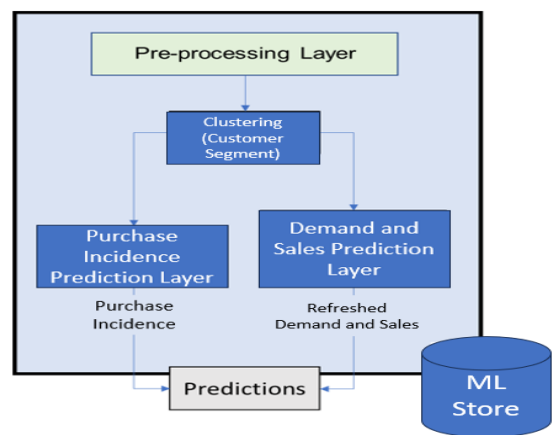 Pre-processing Layer
Clustering
(Customer
Segment)
Purchase
Incidence
Prediction Layer
Demand and
Sales Prediction
Layer
Purchase
Incidence
Refreshed
Demand and Sales
Predictions
ML
Store